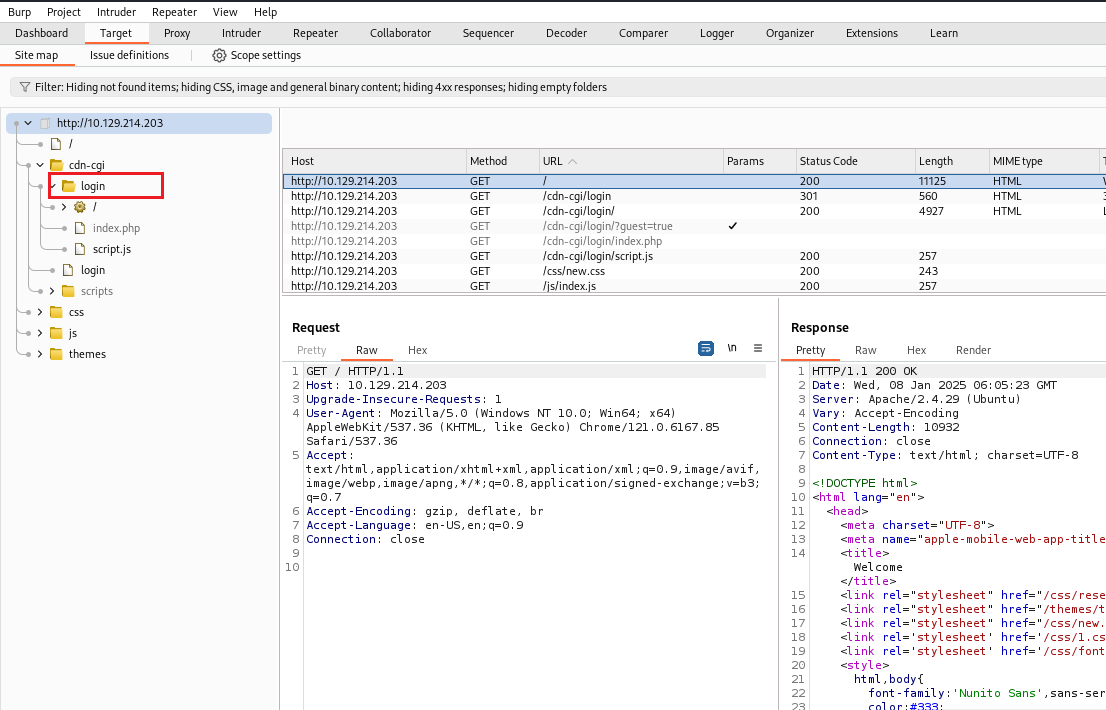 Burp Project Intruder Repeater View Help
Dashboard Target Proxy Intruder Repeater Collaborator Sequencer Decoder Comparer Logger Organizer Extensions Learn
Site map Issue definitions Scope settings
Filter: Hiding not found items; hiding CSS, image and general binary content; hiding 4xx responses; hiding empty folders
http://10.129.214.203
/
cdn-cgi
login
/
index.php
script.js
login
scripts
css
js
themes
Host Method URL Params Status Code Length MIME type T
http://10.129.214.203 GET / 200 11125 HTML
http://10.129.214.203 GET /cdn-cgi/login 301 560 HTML 3
http://10.129.214.203 GET /cdn-cgi/login/ 200 4927 HTML L
http://10.129.214.203 GET /cdn-cgi/login/?guest=true ✓
http://10.129.214.203 GET /cdn-cgi/login/index.php
http://10.129.214.203 GET /cdn-cgi/login/script.js 200 257
http://10.129.214.203 GET /css/new.css 200 243
http://10.129.214.203 GET /js/index.js 200 257
Request
Pretty Raw Hex \n
1 GET / HTTP/1.1
2 Host: 10.129.214.203
3 Upgrade-Insecure-Requests: 1
4 User-Agent: Mozilla/5.0 (Windows NT 10.0; Win64; x64)
AppleWebKit/537.36 (KHTML, like Gecko) Chrome/121.0.6167.85
Safari/537.36
5 Accept:
text/html,application/xhtml+xml,application/xml;q=0.9,image/avif,
image/webp,image/apng,*/*;q=0.8,application/signed-exchange;v=b3;
q=0.7
6 Accept-Encoding: gzip, deflate, br
7 Accept-Language: en-US,en;q=0.9
8 Connection: close
9
10
Response
Pretty Raw Hex Render
1 HTTP/1.1 200 OK
2 Date: Wed, 08 Jan 2025 06:05:23 GMT
3 Server: Apache/2.4.29 (Ubuntu)
4 Vary: Accept-Encoding
5 Content-Length: 10932
6 Connection: close
7 Content-Type: text/html; charset=UTF-8
8
9 <!DOCTYPE html>
10 <html lang="en">
11 <head>
12 <meta charset="UTF-8">
13 <meta name="apple-mobile-web-app-title
14 <title>
Welcome
</title>
15 <link rel="stylesheet" href="/css/rese
16 <link rel="stylesheet" href="/themes/t
17 <link rel="stylesheet" href="/css/new.
18 <link rel='stylesheet' href='/css/1.cs
19 <link rel='stylesheet' href='/css/font
20 <style>
21 html,body{
22 font-family:'Nunito Sans',sans-ser
23 color:#333;